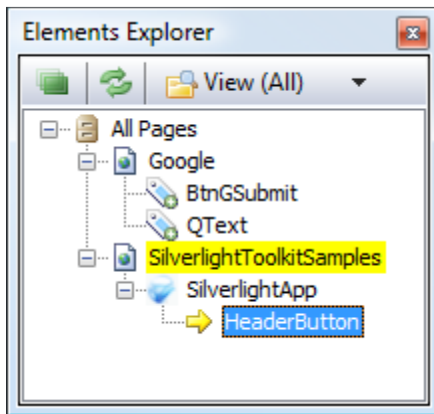 Elements Explorer
View (All)
All Pages
Google
BtnGSubmit
QText
SilverlightToolkitSamples
SilverlightApp
HeaderButton